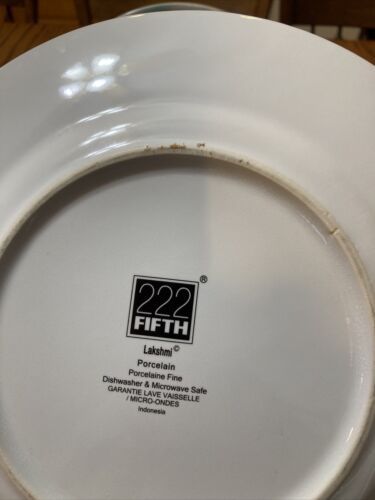 222
FIFTH
®
Lakshmi©
Porcelain
Porcelaine Fine
Dishwasher & Microwave Safe
GARANTIE LAVE VAISSELLE
/ MICRO-ONDES
Indonesia